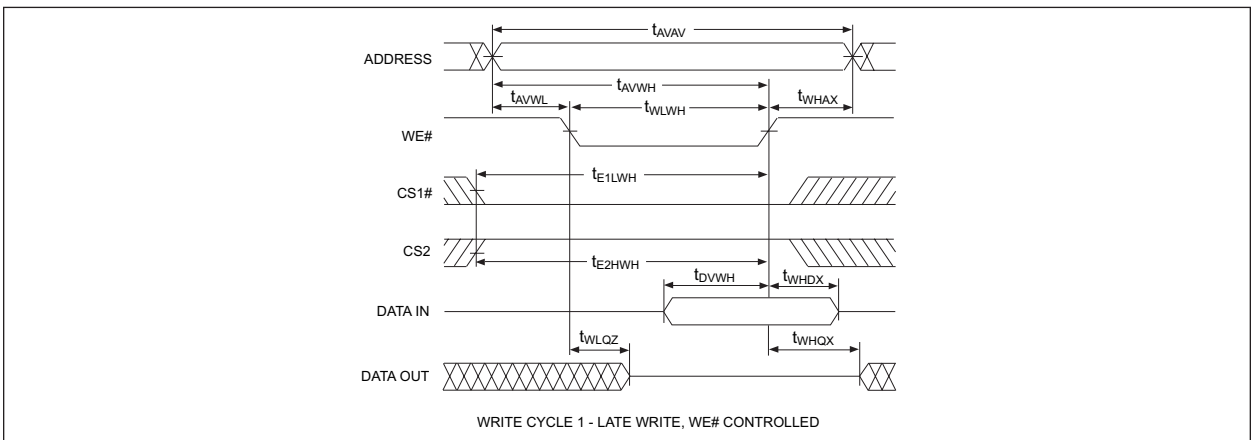 tAVAV
ADDRESS
tAVWH
tAVWL
tWLWH
tWHAX
WE#
tE1LWH
CS1#
CS2
tE2HWH
tDVWH
tWHDX
DATA IN
tWLQZ
tWHQX
DATA OUT
WRITE CYCLE 1 - LATE WRITE, WE# CONTROLLED